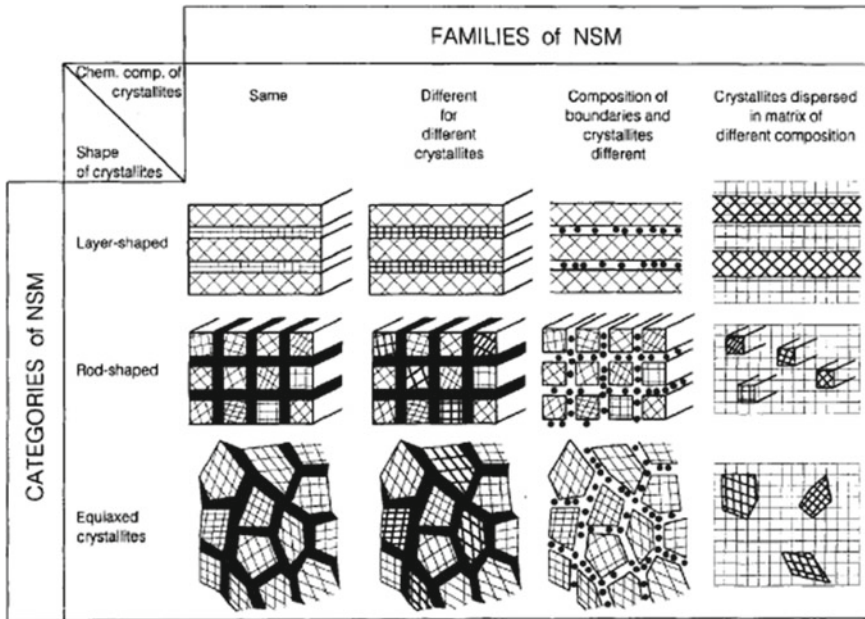 FAMILIES of NSM
Chem. comp. of
crystallites
Shape
of crystallites
Same
Different
for
different
crystallites
Composition of
boundaries and
crystallites
different
Crystallites dispersed
in matrix of
different composition
CATEGORIES of NSM
Layer-shaped
Rod-shaped
Equiaxed
crystallites